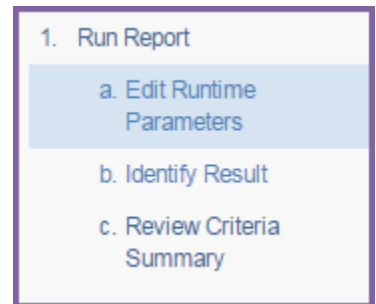 1. Run Report
a. Edit Runtime
Parameters
b. Identify Result
c. Review Criteria
Summary